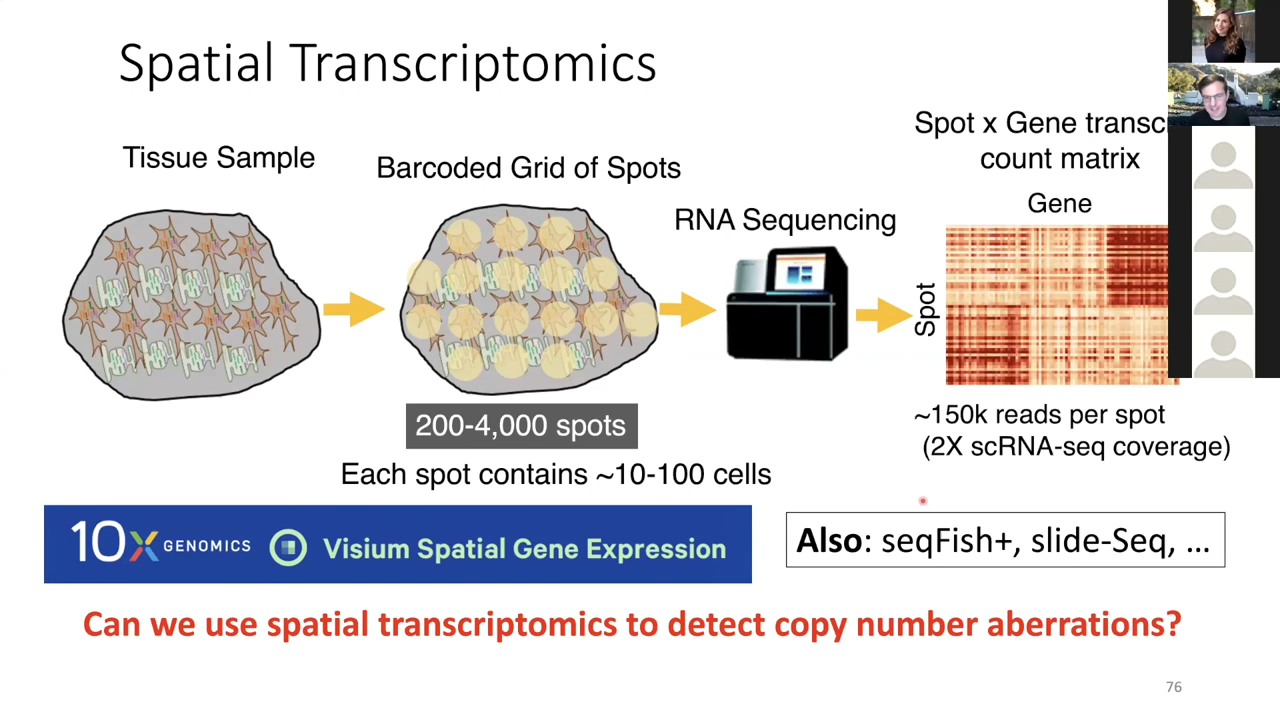 Spatial Transcriptomics
Tissue Sample
Barcoded Grid of Spots
RNA Sequencing
Spot x Gene transc
count matrix
Gene
Spot
200-4,000 spots
Each spot contains ~10-100 cells
~150k reads per spot
(2X scRNA-seq coverage)
10X GENOMICS Visium Spatial Gene Expression
Also: seqFish+, slide-Seq, ...
Can we use spatial transcriptomics to detect copy number aberrations?
76